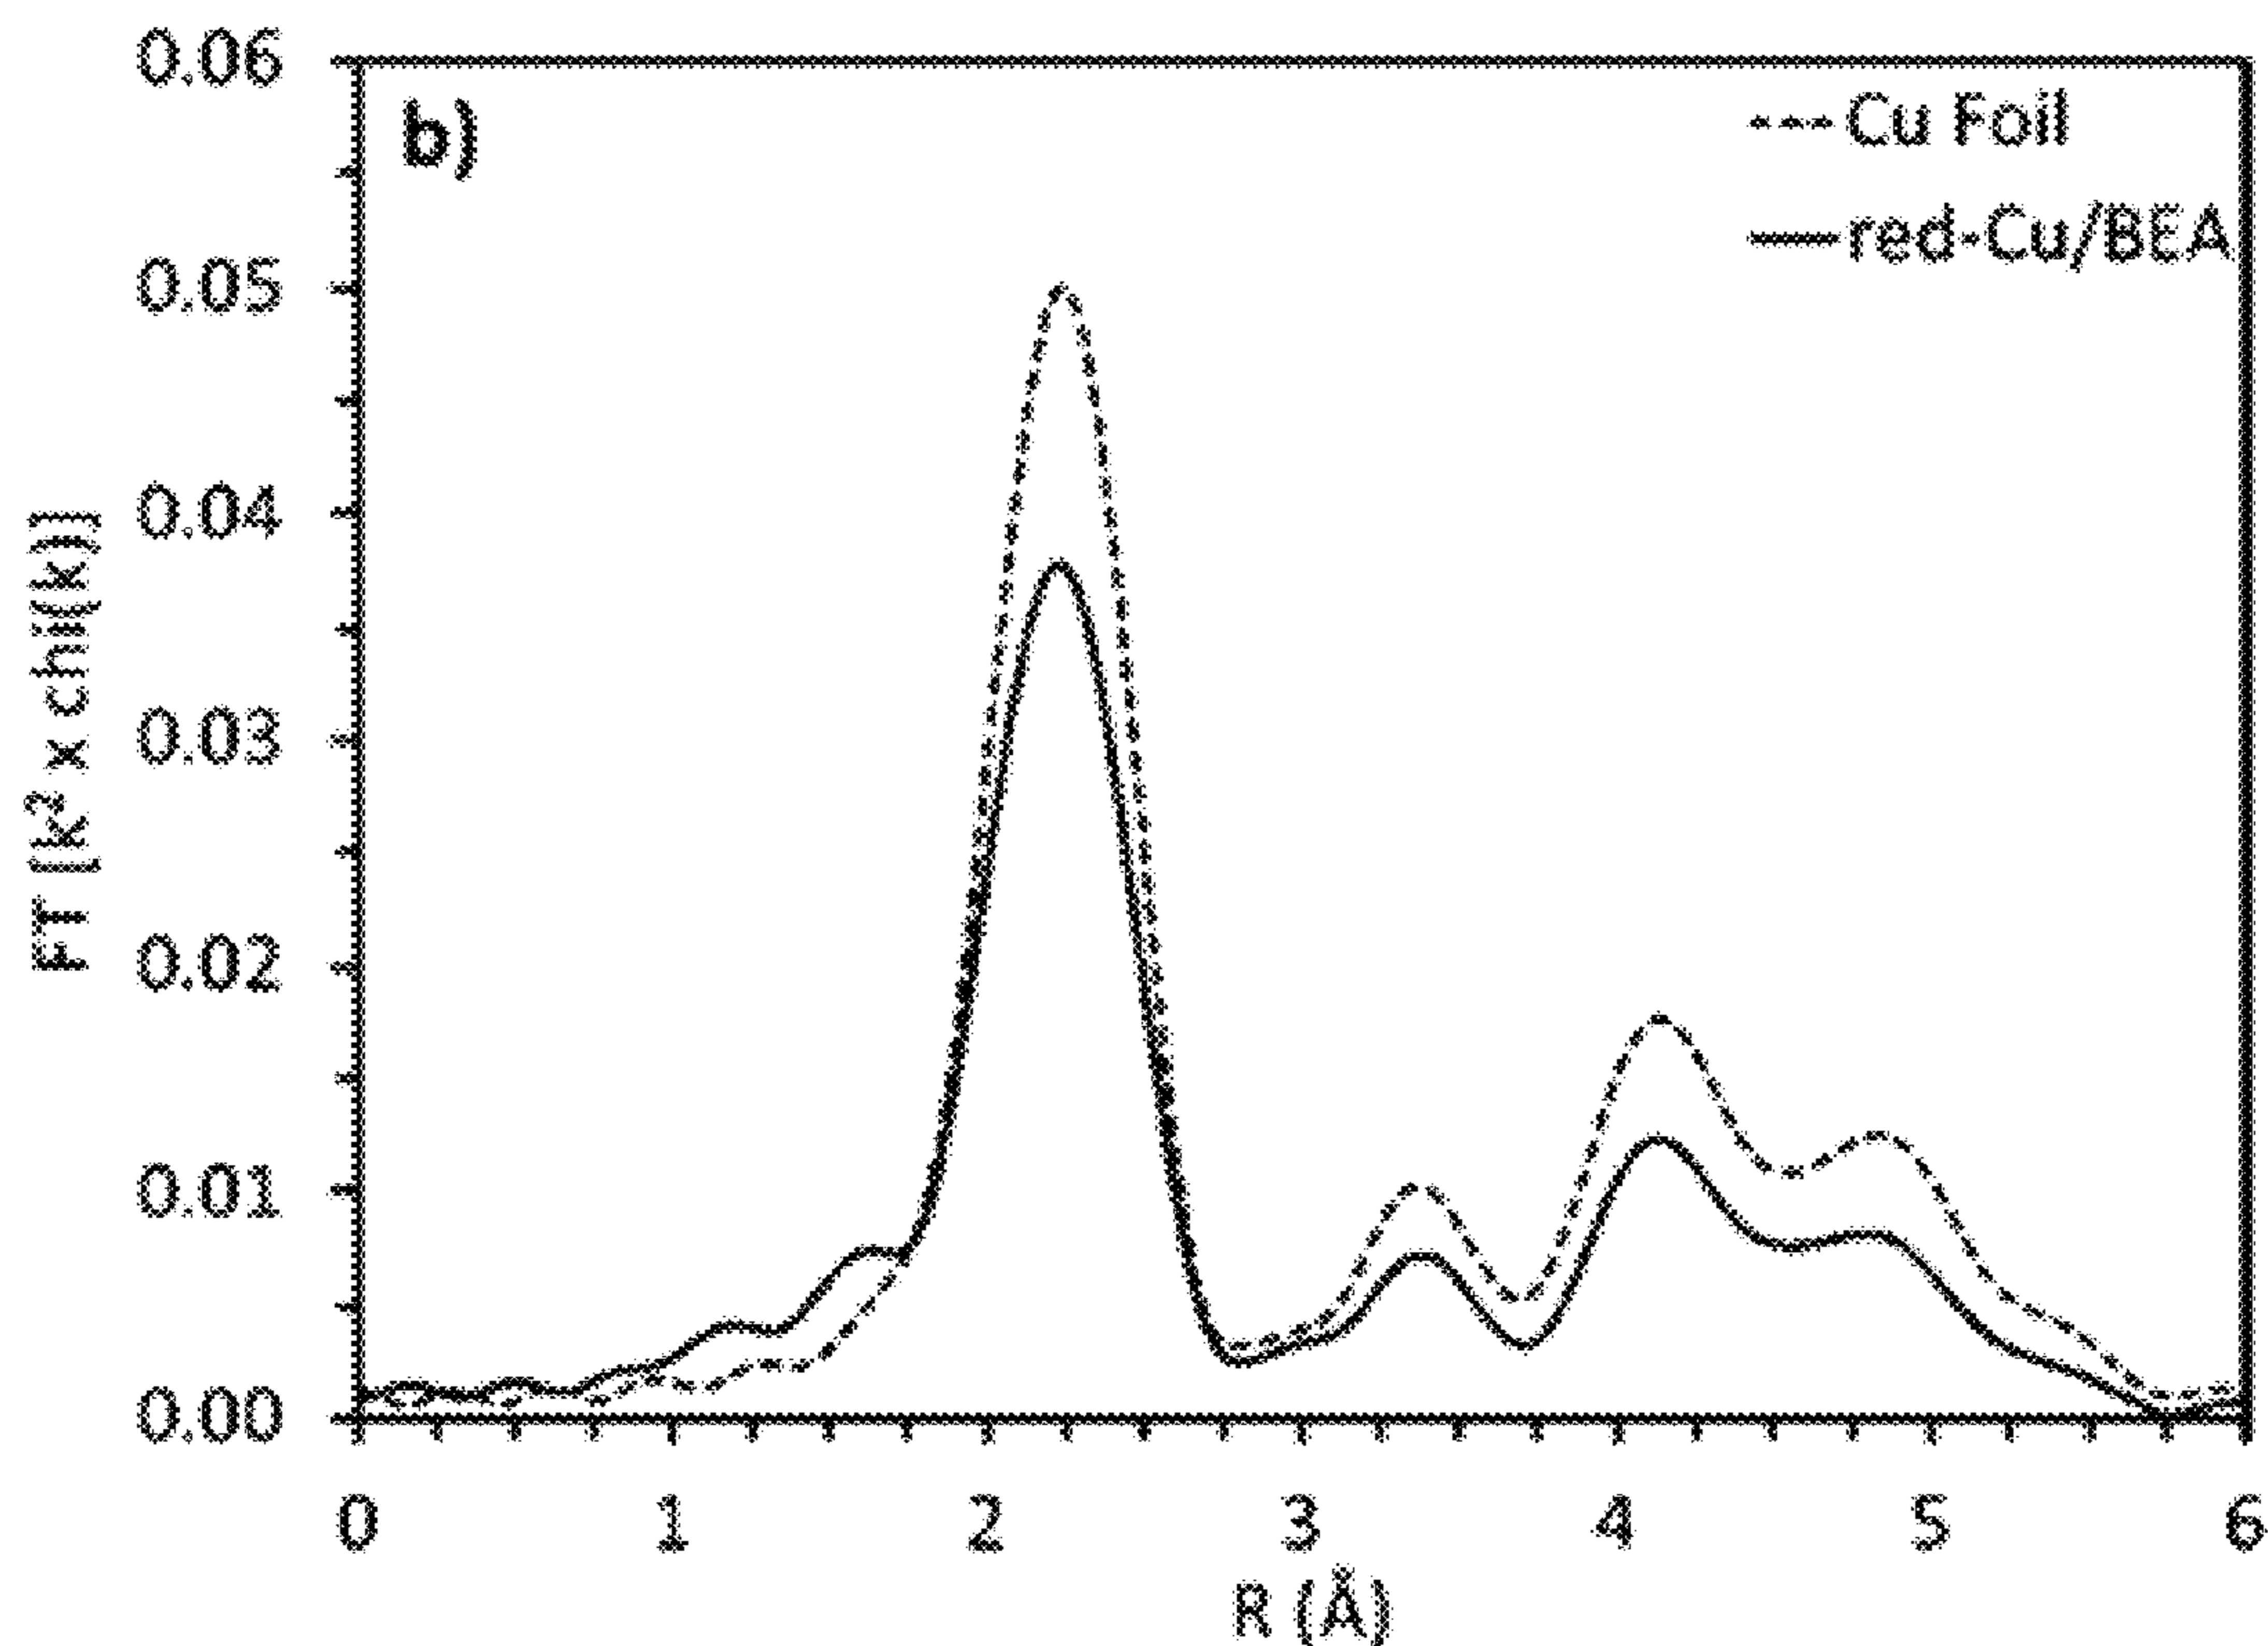 b)
Cu Foil
red-Cu/BEA
0.06
0.05
0.04
0.03
0.02
0.01
0.00
FT [k² x chi(k)]
0 1 2 3 4 5 6
R (Å)